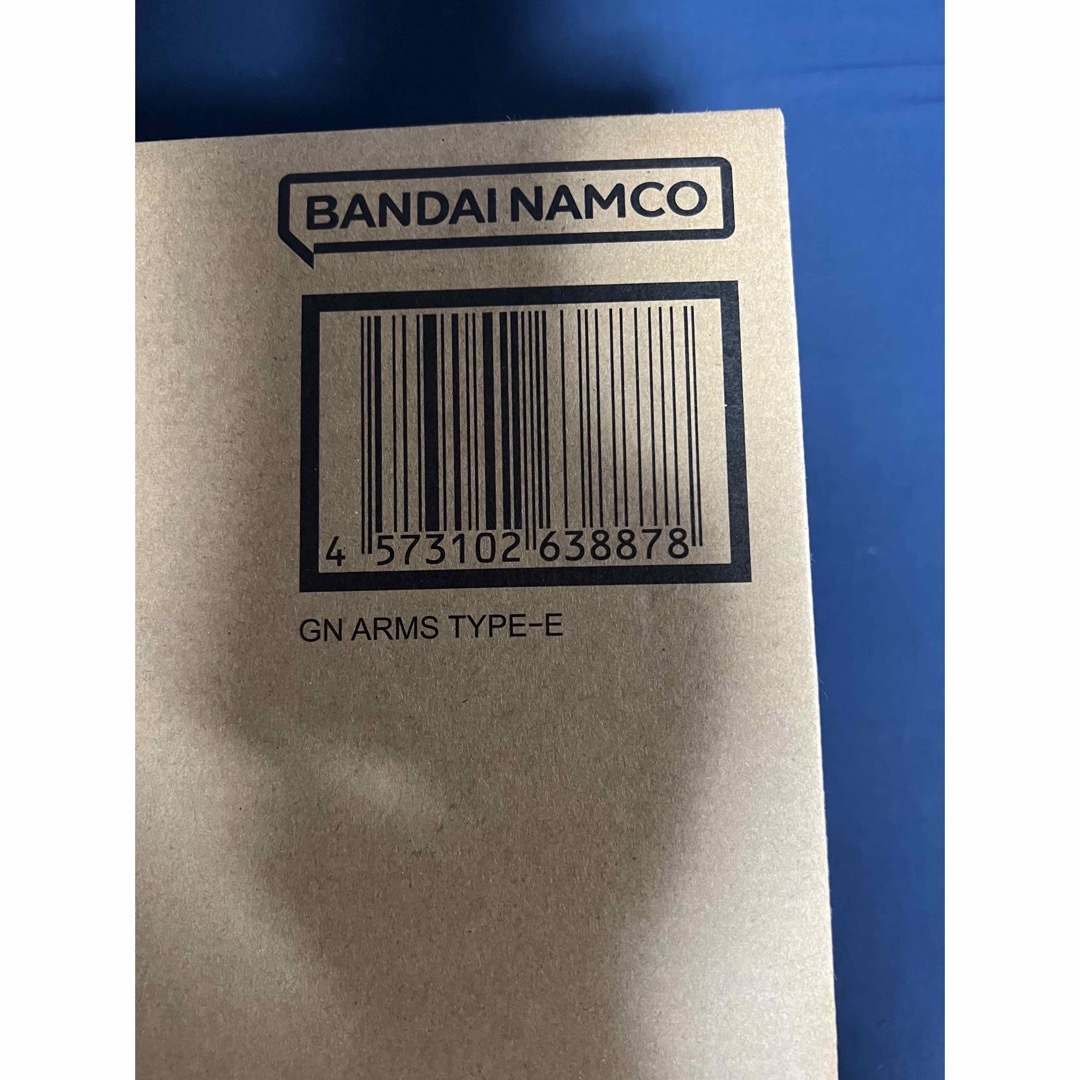 BANDAI NAMCO
4 573102 638878
GN ARMS TYPE-E